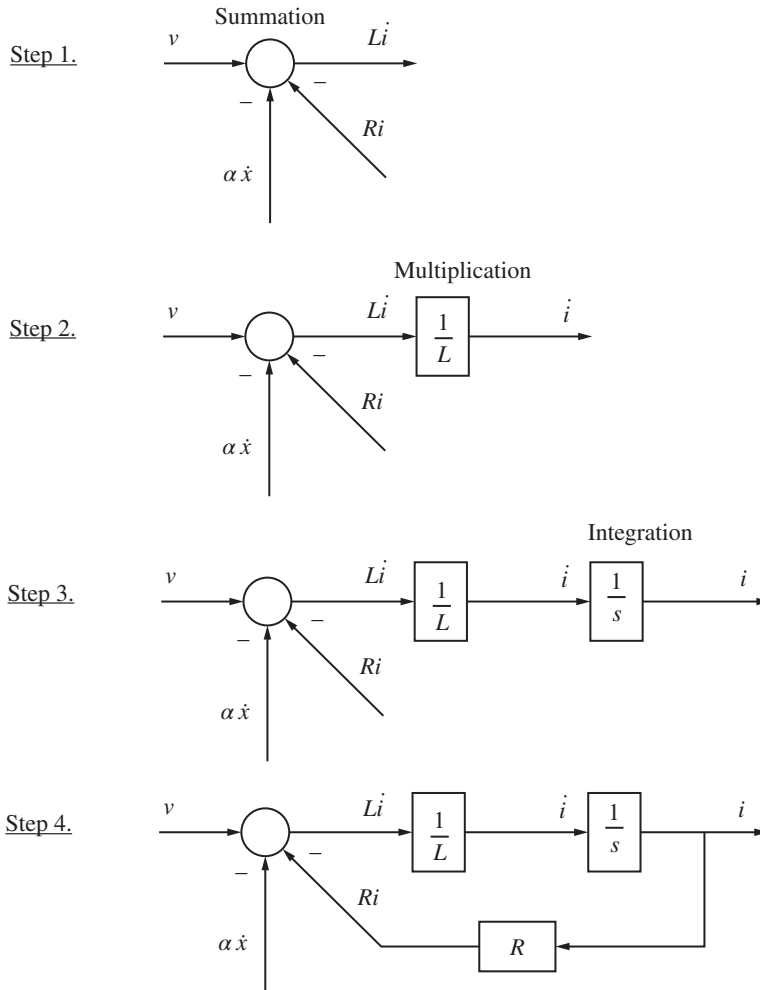 Summation
Step 1.
v
Li̇
–
–
Ri
αẋ
Multiplication
Step 2.
v
Li̇
1/L
i̇
–
–
Ri
αẋ
Integration
Step 3.
v
Li̇
1/L
i̇
1/s
i
–
–
Ri
αẋ
Step 4.
v
Li̇
1/L
i̇
1/s
i
–
–
Ri
αẋ
R